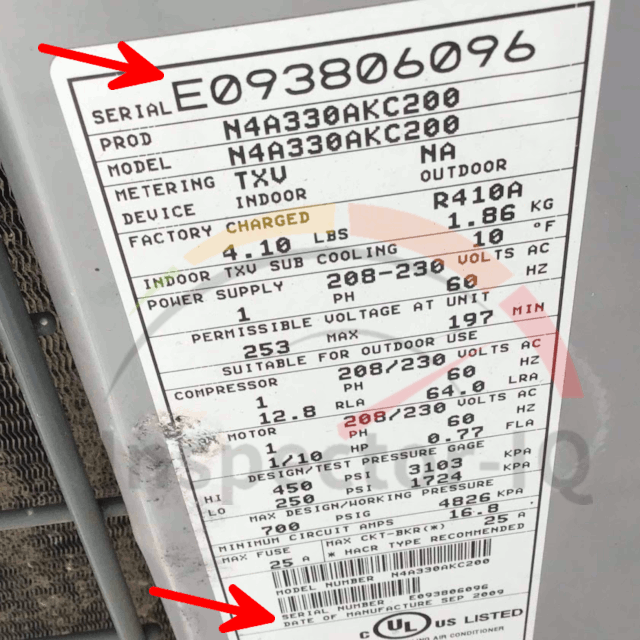 SERIAL E093806096
PROD N4A330AKC200
MODEL N4A330AKC200
METERING TXV NA
DEVICE INDOOR OUTDOOR
FACTORY CHARGED R410A
4.10 LBS 1.86 KG
INDOOR TXV SUB COOLING 10 °F
POWER SUPPLY 208-230 VOLTS AC
1 PH 60 HZ
PERMISSIBLE VOLTAGE AT UNIT
253 MAX 197 MIN
SUITABLE FOR OUTDOOR USE
COMPRESSOR 208/230 VOLTS AC
1 PH 60 HZ
12.8 RLA 64.0 LRA
MOTOR 208/230 VOLTS AC
1 PH 60 HZ
1/10 HP 0.77 FLA
DESIGN/TEST PRESSURE GAGE
HI 450 PSI 3103 KPA
LO 250 PSI 1724 KPA
MAX DESIGN/WORKING PRESSURE
700 PSIG 4826 KPA
MINIMUM CIRCUIT AMPS 16.8
MAX FUSE MAX CKT-BKR(*) 25 A
25 A * HACR TYPE RECOMMENDED
MODEL NUMBER N4A330AKC200
SERIAL NUMBER E093806096
DATE OF MANUFACTURE SEP 2009
C UL US LISTED
AIR CONDITIONER
Inspector-IQ